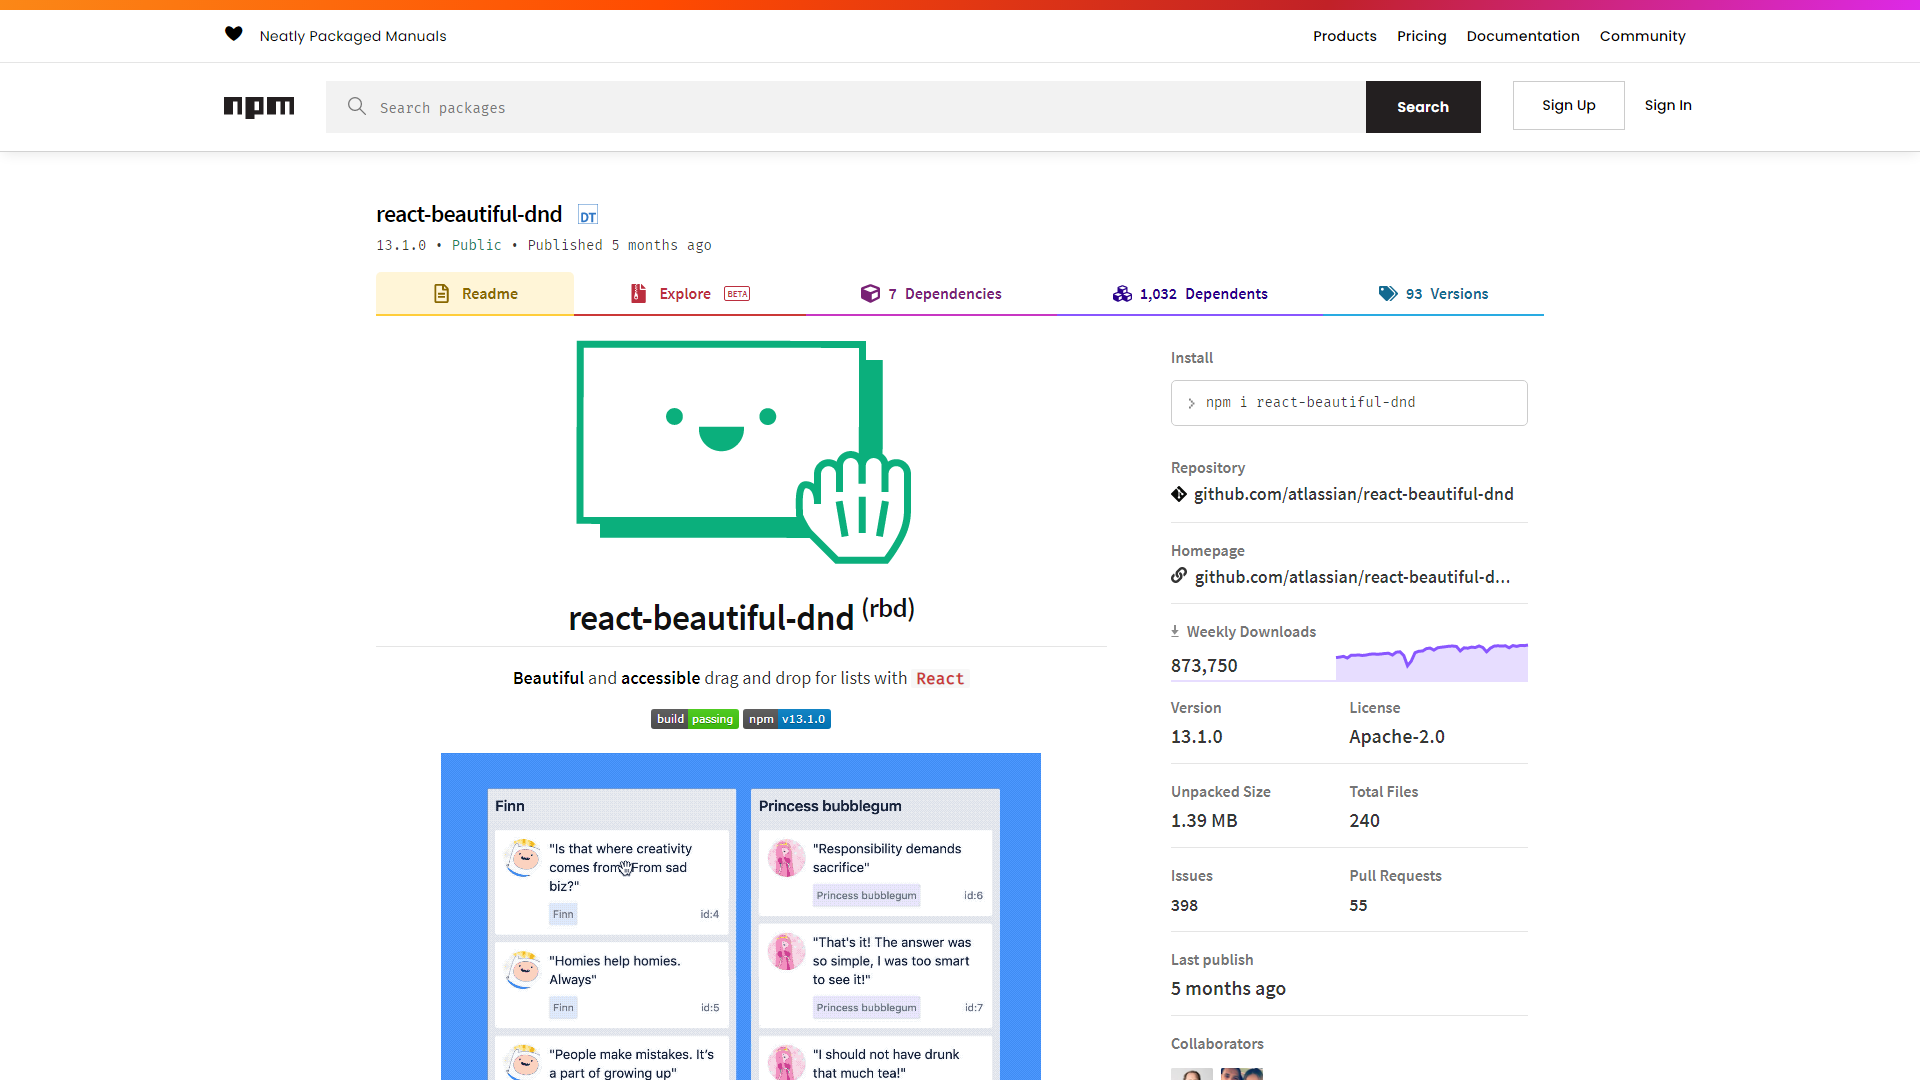 Neatly Packaged Manuals
Products
Pricing
Documentation
Community
npm
Search packages
Search
Sign Up
Sign In
react-beautiful-dnd
DT
13.1.0 • Public • Published 5 months ago
Readme
Explore BETA
7 Dependencies
1,032 Dependents
93 Versions
react-beautiful-dnd (rbd)
Beautiful and accessible drag and drop for lists with React
build passing
npm v13.1.0
Finn
"Is that where creativity
comes from? From sad
biz?"
Finn
id:4
"Homies help homies.
Always"
Finn
id:5
"People make mistakes. It’s
a part of growing up"
Princess bubblegum
"Responsibility demands
sacrifice"
Princess bubblegum
id:6
"That's it! The answer was
so simple, I was too smart
to see it!"
Princess bubblegum
id:7
"I should not have drunk
that much tea!"
Install
npm i react-beautiful-dnd
Repository
github.com/atlassian/react-beautiful-dnd
Homepage
github.com/atlassian/react-beautiful-d...
Weekly Downloads
873,750
Version
13.1.0
License
Apache-2.0
Unpacked Size
1.39 MB
Total Files
240
Issues
398
Pull Requests
55
Last publish
5 months ago
Collaborators